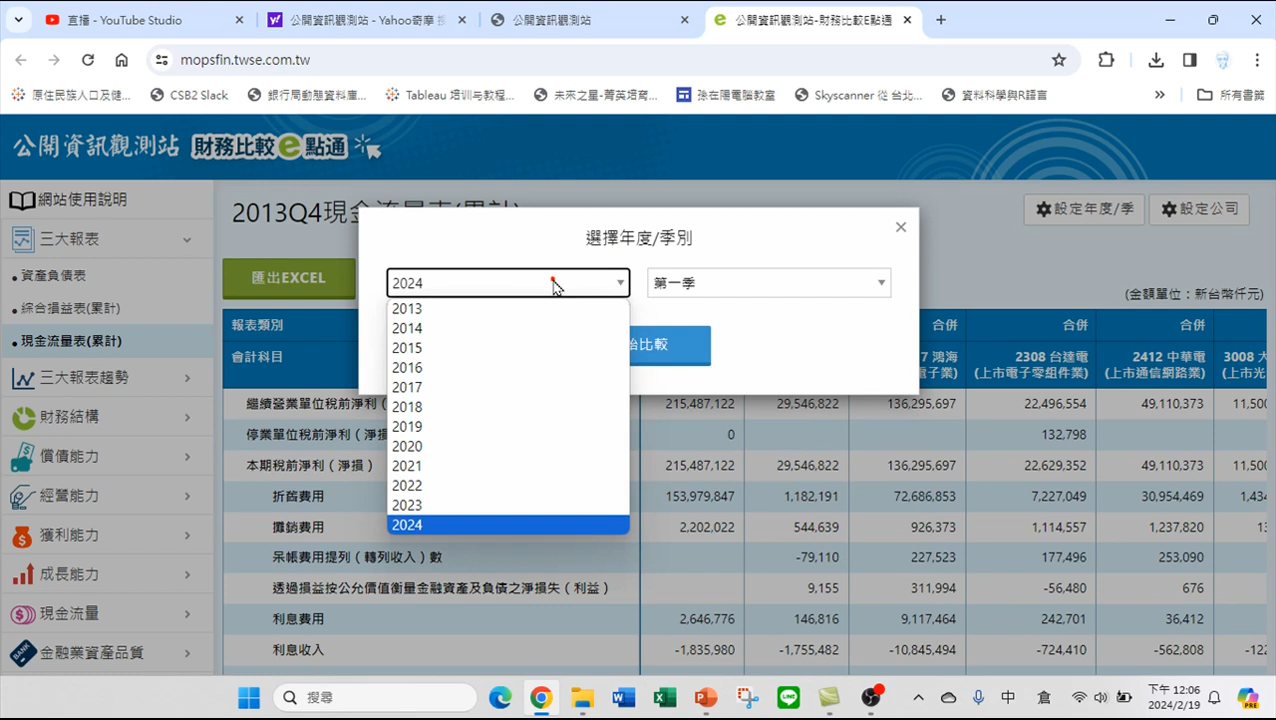 直播 - YouTube Studio
公開資訊觀測站 - Yahoo奇摩
公開資訊觀測站
公開資訊觀測站-財務比較E點通
mopsfin.twse.com.tw
原住民族人口及健...
CSB2 Slack
銀行局動態資料庫...
Tableau 培训与教程...
未來之星-菁英培育...
孫在陽電腦教室
Skyscanner 從 台北...
資料科學與R語言
所有書籤
公開資訊觀測站 財務比較e點通
網站使用說明
三大報表
資產負債表
綜合損益表(累計)
現金流量表(累計)
三大報表趨勢
財務結構
償債能力
經營能力
獲利能力
成長能力
現金流量
金融業資產品質
2013Q4現金流量表(累計)
設定年度/季
設定公司
匯出EXCEL
(金額單位：新台幣仟元)
選擇年度/季別
2024
第一季
2013
2014
2015
2016
2017
2018
2019
2020
2021
2022
2023
2024
始比較
報表類別 合併 合併 合併
會計科目 7 鴻海 2308 台達電 2412 中華電 3008 大
子業) (上市電子零組件業) (上市通信網路業) (上市光
繼續營業單位稅前淨利（ 215,487,122 29,546,822 136,295,697 22,496,554 49,110,373 11,500
停業單位稅前淨利（淨損 0 132,798
本期稅前淨利（淨損） 215,487,122 29,546,822 136,295,697 22,629,352 49,110,373 11,500
折舊費用 153,979,847 1,182,191 72,686,853 7,227,049 30,954,469 1,434
攤銷費用 2,202,022 544,639 926,373 1,114,557 1,237,820 13
呆帳費用提列（轉列收入）數 -79,110 227,523 177,496 253,090
透過損益按公允價值衡量金融資產及負債之淨損失（利益） 9,155 311,994 -56,480 676
利息費用 2,646,776 146,816 9,117,464 242,701 36,412
利息收入 -1,835,980 -1,755,482 -10,845,494 -724,410 -562,808 -122
搜尋
中
倉
下午 12:06
2024/2/19
PRE